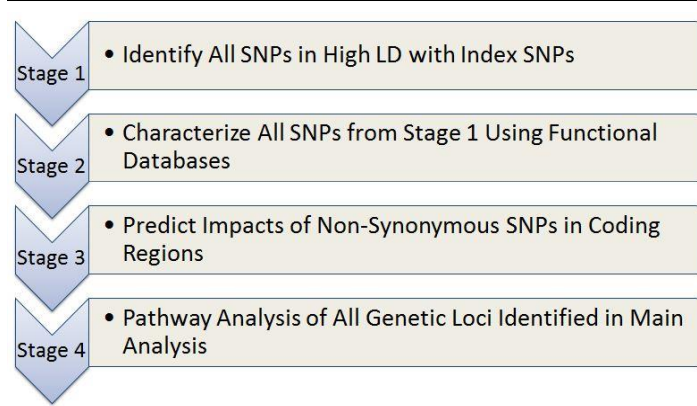 Stage 1
• Identify All SNPs in High LD with Index SNPs
Stage 2
• Characterize All SNPs from Stage 1 Using Functional
Databases
Stage 3
• Predict Impacts of Non-Synonymous SNPs in Coding
Regions
Stage 4
• Pathway Analysis of All Genetic Loci Identified in Main
Analysis